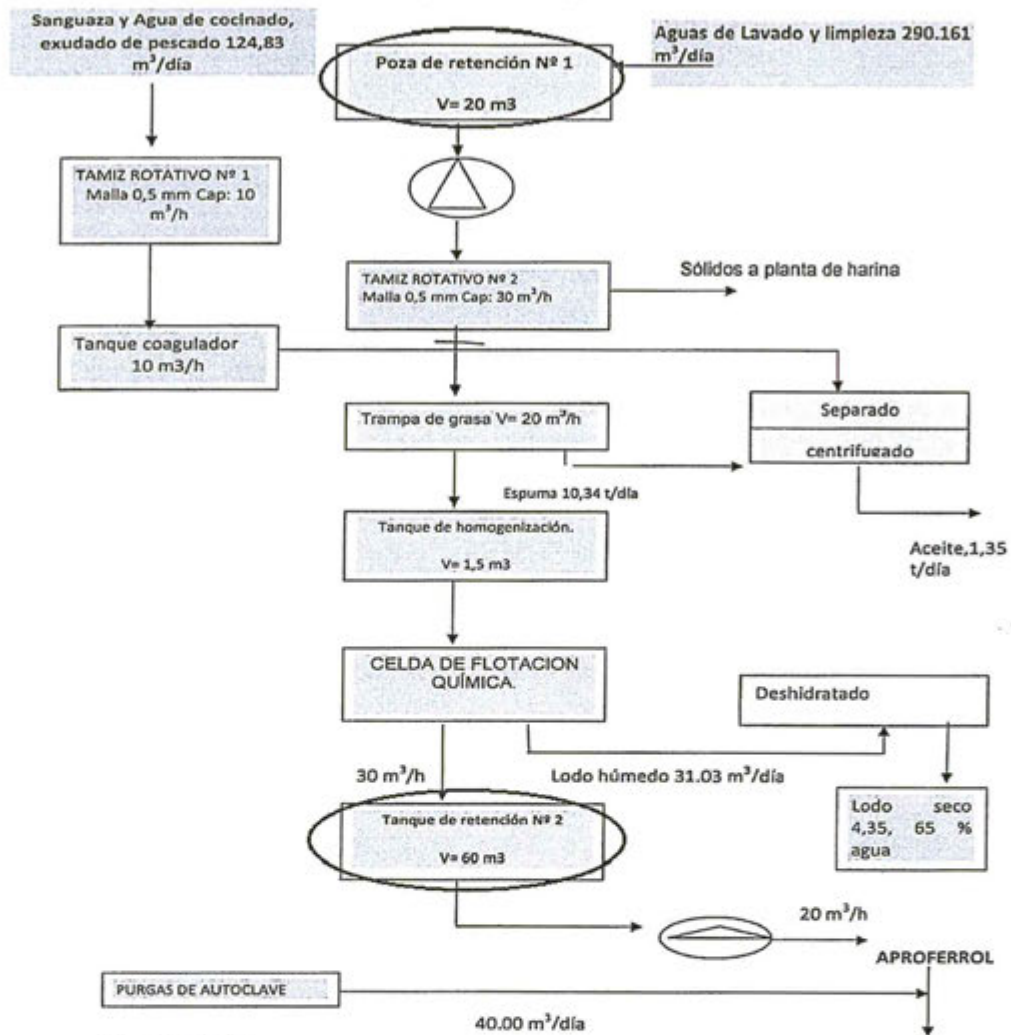 Sanguaza y Agua de cocinado,
exudado de pescado 124,83
m³/día
Poza de retención Nº 1
V= 20 m3
Aguas de Lavado y limpieza 290.161
m³/día
TAMIZ ROTATIVO Nº 1
Malla 0,5 mm Cap: 10
m³/h
TAMIZ ROTATIVO Nº 2
Malla 0,5 mm Cap: 30 m³/h
Sólidos a planta de harina
Tanque coagulador
10 m3/h
Trampa de grasa V= 20 m³/h
Separado
centrifugado
Espuma 10,34 t/día
Tanque de homogenización.
V= 1,5 m3
Aceite,1,35
t/día
CELDA DE FLOTACION
QUÍMICA.
Deshidratado
30 m³/h
Lodo húmedo 31.03 m³/día
Tanque de retención Nº 2
V= 60 m3
Lodo seco
4,35, 65 %
agua
20 m³/h
APROFERROL
PURGAS DE AUTOCLAVE
40.00 m³/día